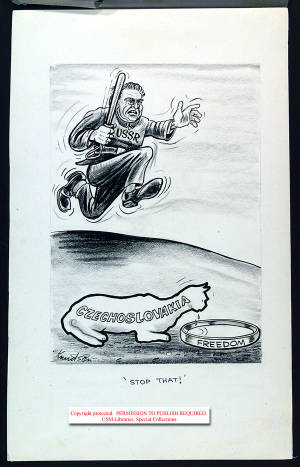 USSR
CZECHOSLOVAKIA
FREEDOM
'STOP THAT!'
Copyright protected. PERMISSION TO PUBLISH REQUIRED
USM Libraries, Special Collections